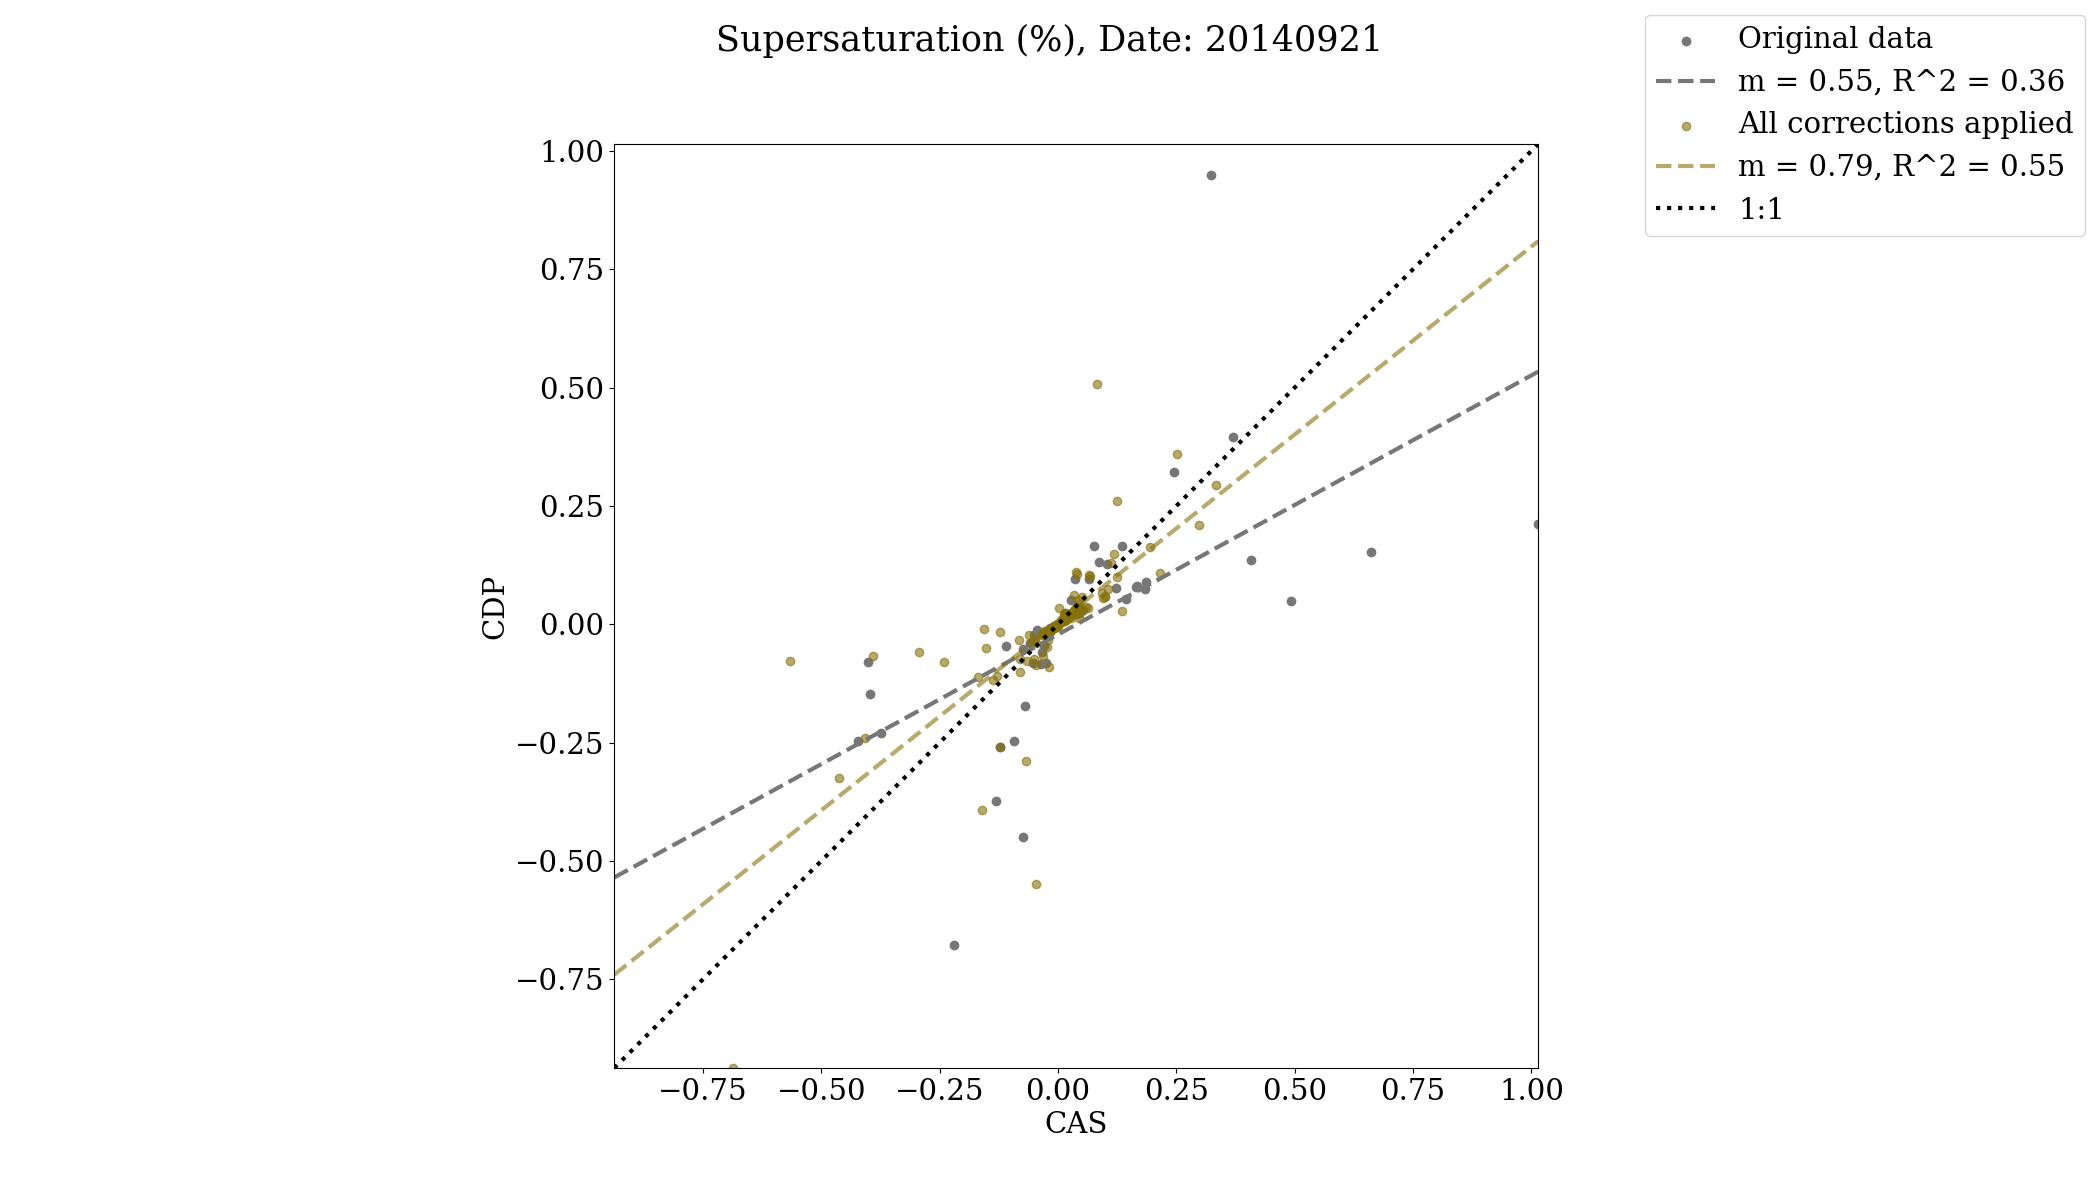 Supersaturation (%), Date: 20140921
Original data
m = 0.55, R^2 = 0.36
All corrections applied
m = 0.79, R^2 = 0.55
1:1
1.00
0.75
0.50
0.25
0.00
−0.25
−0.50
−0.75
CDP
−0.75 −0.50 −0.25 0.00 0.25 0.50 0.75 1.00
CAS